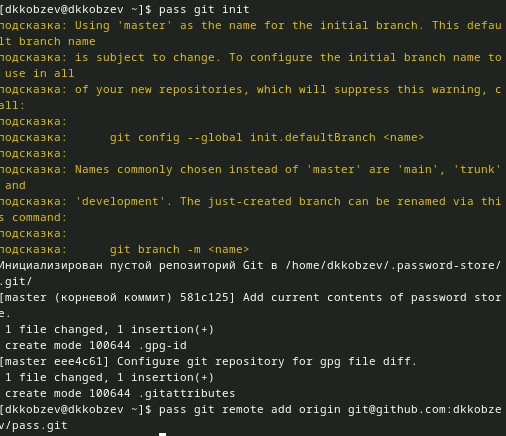 [dkkobzev@dkkobzev ~]$ pass git init
подсказка: Using 'master' as the name for the initial branch. This defau
lt branch name
подсказка: is subject to change. To configure the initial branch name to
 use in all
подсказка: of your new repositories, which will suppress this warning, c
all:
подсказка:
подсказка:      git config --global init.defaultBranch <name>
подсказка:
подсказка: Names commonly chosen instead of 'master' are 'main', 'trunk'
 and
подсказка: 'development'. The just-created branch can be renamed via thi
s command:
подсказка:
подсказка:      git branch -m <name>
Инициализирован пустой репозиторий Git в /home/dkkobzev/.password-store/
.git/
[master (корневой коммит) 581c125] Add current contents of password stor
e.
 1 file changed, 1 insertion(+)
 create mode 100644 .gpg-id
[master eee4c61] Configure git repository for gpg file diff.
 1 file changed, 1 insertion(+)
 create mode 100644 .gitattributes
[dkkobzev@dkkobzev ~]$ pass git remote add origin git@github.com:dkkobze
v/pass.git